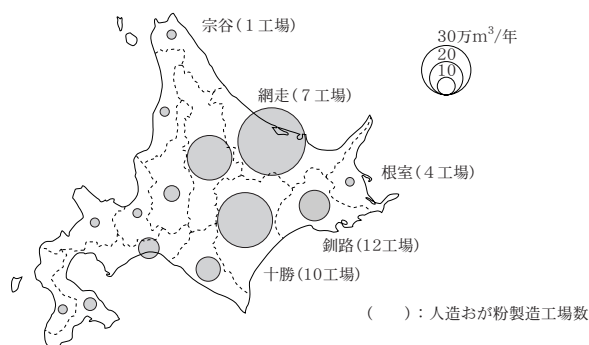 宗谷(1工場)
30万m³/年
20
10
網走(7工場)
根室(4工場)
釧路(12工場)
十勝(10工場)
(　　):人造おが粉製造工場数